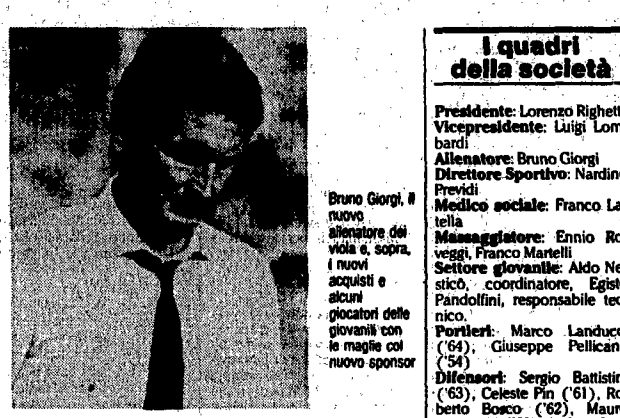 Bruno Giorgi, il
nuovo
allenatore dei
viola e, sopra,
i nuovi
acquisti e
alcuni
giocatori delle
giovanili con
le maglie col
nuovo sponsor
I quadri
della società
Presidente: Lorenzo Righett
Vicepresidente: Luigi Lom-
bardi
Allenatore: Bruno Giorgi
Direttore Sportivo: Nardino
Previdi
Medico sociale: Franco La-
tella
Massaggiatore: Ennio Ro-
veggi, Franco Martelli
Settore giovanile: Aldo Ne-
sticò, coordinatore, Egist
Pandolfini, responsabile tec-
nico.
Portieri: Marco Landucc
('64), Giuseppe Pellican
('54)
Difensori: Sergio Battistin
('63), Celeste Pin ('61), Ro-
berto Bosco ('62), Maur